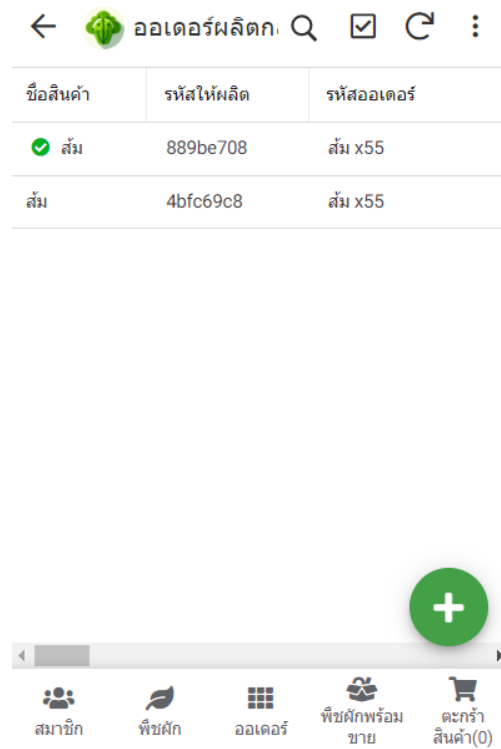 ออเดอร์ผลิตก
ชื่อสินค้า รหัสให้ผลิต รหัสออเตอร์
ส้ม 889be708 ส้ม x55
ส้ม 4bfc69c8 ส้ม x55
สมาชิก พืชผัก ออเดอร์ พืชผักพร้อม ตะกร้า
ขาย สินค้า(0)